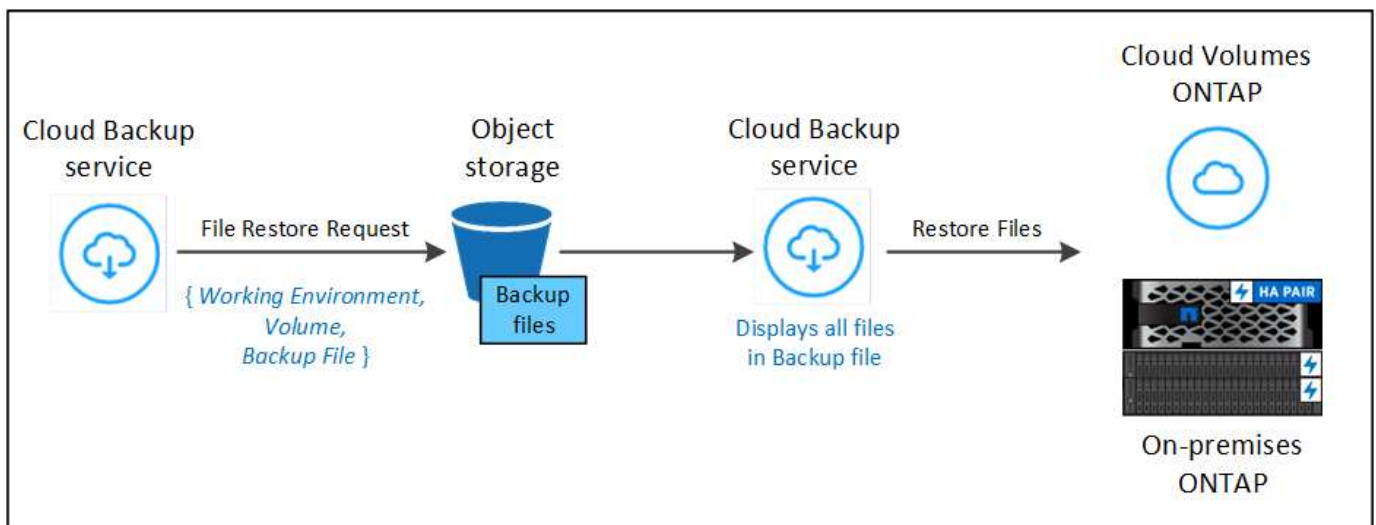 Cloud Backup
service
File Restore Request
{ Working Environment,
Volume,
Backup File }
Object
storage
Backup
files
Cloud Backup
service
Displays all files
in Backup file
Restore Files
Cloud Volumes
ONTAP
HA PAIR
On-premises
ONTAP